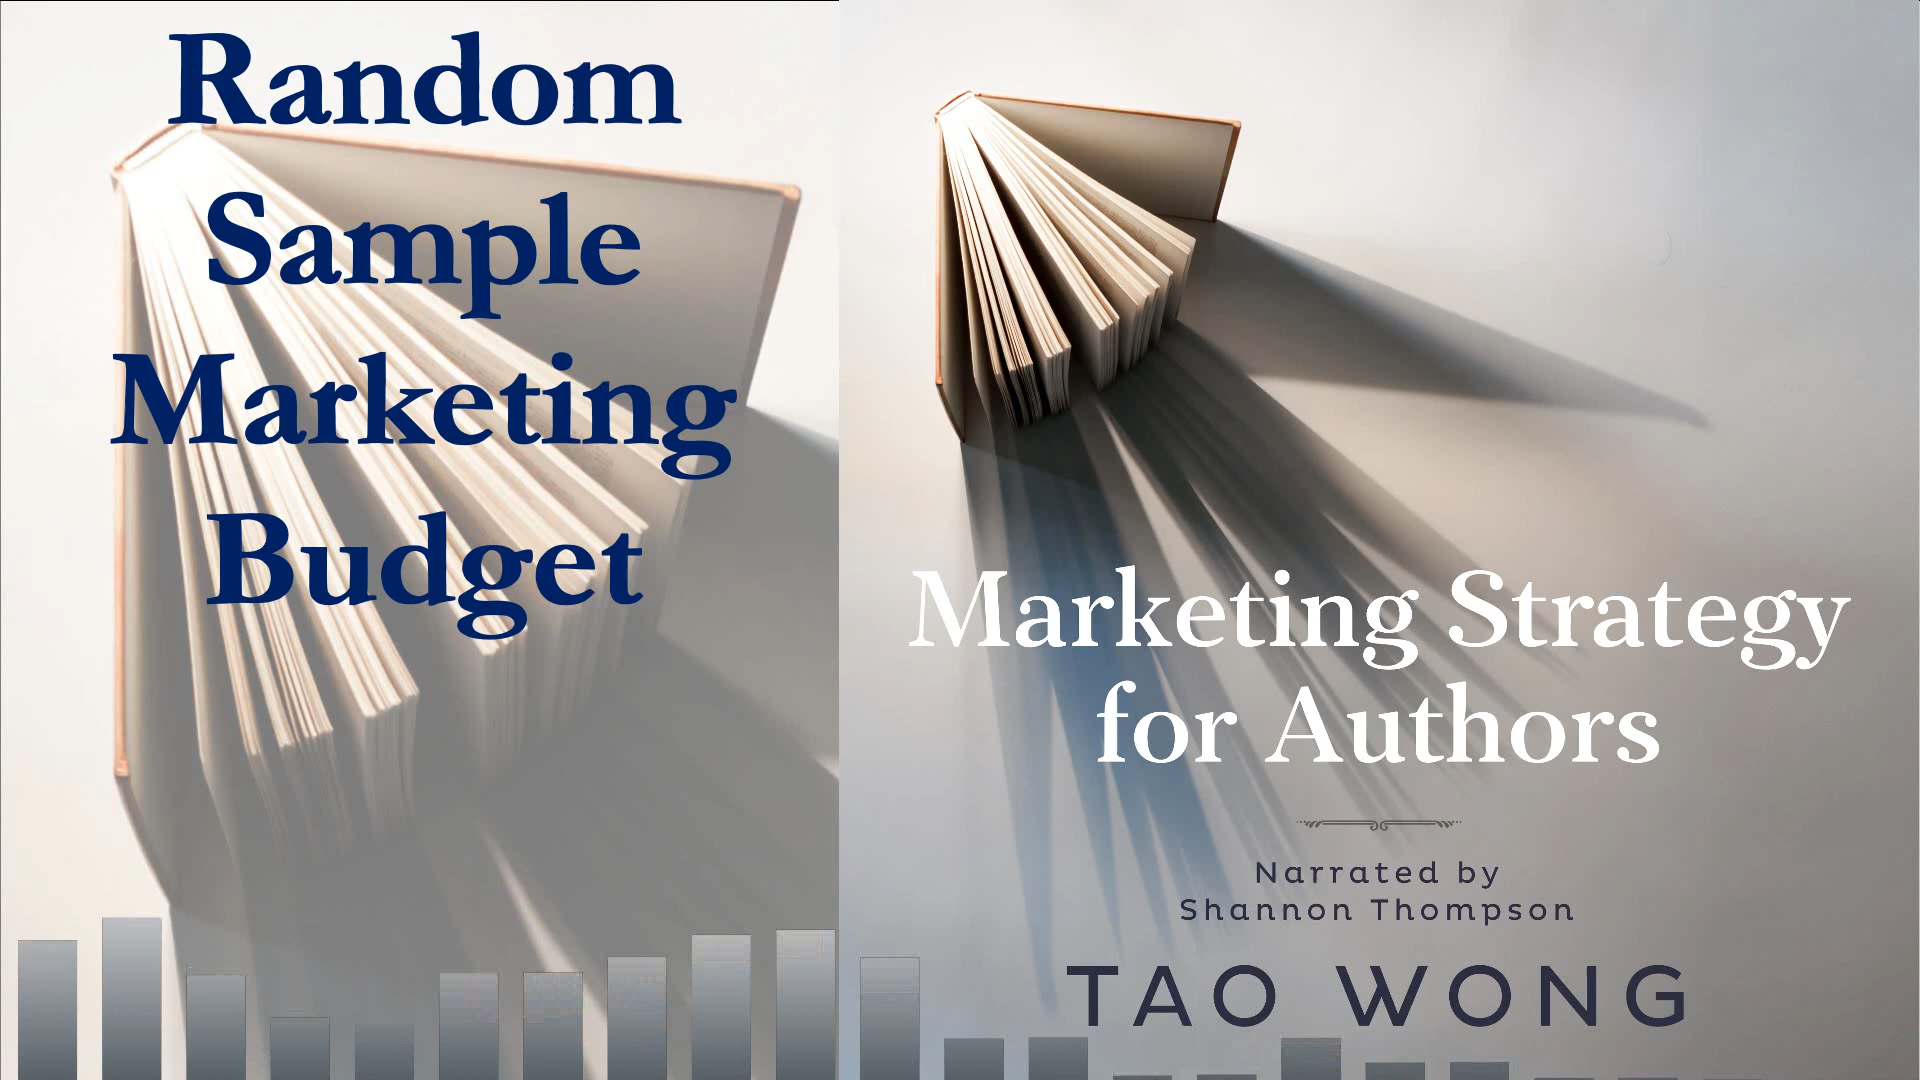 Random
Sample
Marketing
Budget
Marketing Strategy
for Authors
Narrated by
Shannon Thompson
TAO WONG